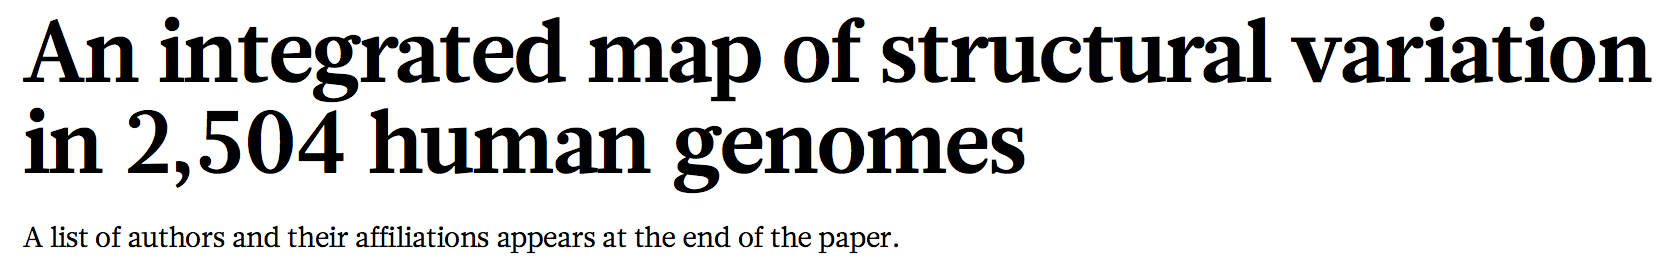 An integrated map of structural variation
in 2,504 human genomes
A list of authors and their affiliations appears at the end of the paper.